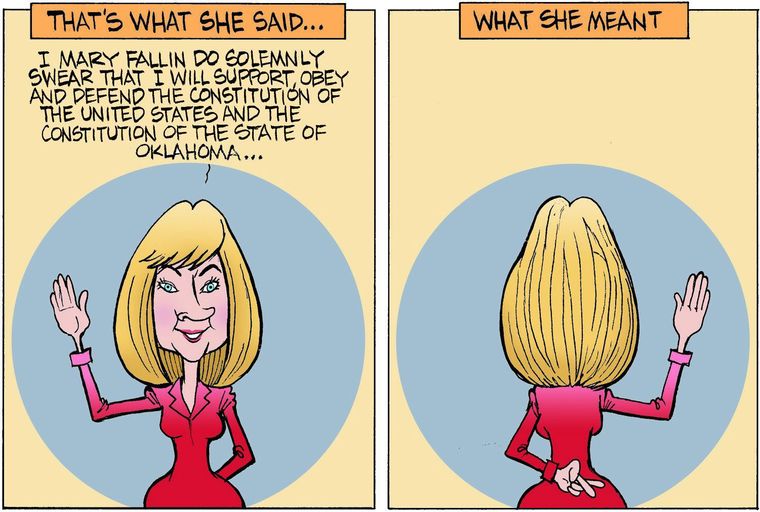 THAT'S WHAT SHE SAID...
I MARY FALLIN DO SOLEMNLY
SWEAR THAT I WILL SUPPORT, OBEY
AND DEFEND THE CONSTITUTION OF
THE UNITED STATES AND THE
CONSTITUTION OF THE STATE OF
OKLAHOMA...
WHAT SHE MEANT